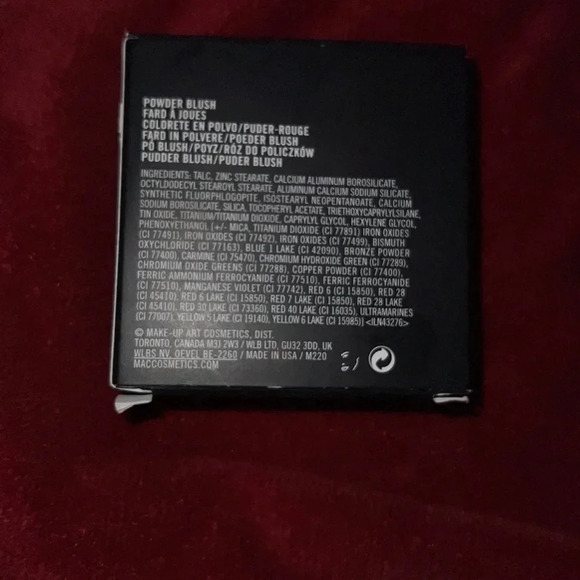 POWDER BLUSH
FARD À JOUES
COLORETE EN POLVO/PUDER-ROUGE
FARD IN POLVERE/POEDER BLUSH
PÓ BLUSH/ΡΟΥΖ/RÓŻ DO POLICZKÓW
PUDDER BLUSH/PUDER BLUSH
INGREDIENTS: TALC, ZINC STEARATE, CALCIUM ALUMINUM BOROSILICATE,
OCTYLDODECYL STEAROYL STEARATE, ALUMINUM CALCIUM SODIUM SILICATE,
SYNTHETIC FLUORPHLOGOPITE, ISOSTEARYL NEOPENTANOATE, CALCIUM
SODIUM BOROSILICATE, SILICA, TOCOPHERYL ACETATE, TRIETHOXYCAPRYLYLSILANE,
TIN OXIDE, TITANIUM/TITANIUM DIOXIDE, CAPRYLYL GLYCOL, HEXYLENE GLYCOL,
PHENOXYETHANOL [+/- MICA, TITANIUM DIOXIDE (CI 77891) IRON OXIDES
(CI 77491), IRON OXIDES (CI 77492), IRON OXIDES (CI 77499), BISMUTH
OXYCHLORIDE (CI 77163), BLUE 1 LAKE (CI 42090), BRONZE POWDER
(CI 77400), CARMINE (CI 75470), CHROMIUM HYDROXIDE GREEN (CI 77289),
CHROMIUM OXIDE GREENS (CI 77288), COPPER POWDER (CI 77400),
FERRIC AMMONIUM FERROCYANIDE (CI 77510), FERRIC FERROCYANIDE
(CI 77510), MANGANESE VIOLET (CI 77742), RED 6 (CI 15850), RED 28
(CI 45410), RED 6 LAKE (CI 15850), RED 7 LAKE (CI 15850), RED 28 LAKE
(CI 45410), RED 30 LAKE (CI 73360), RED 40 LAKE (CI 16035), ULTRAMARINES
(CI 77007), YELLOW 5 LAKE (CI 19140), YELLOW 6 LAKE (CI 15985)] <ILN43276>
© MAKE-UP ART COSMETICS, DIST.
TORONTO, CANADA M3J 2W3 / WLB LTD, GU32 3DD, UK
WLBS NV, OEVEL BE-2260 / MADE IN USA / M220
MACCOSMETICS.COM